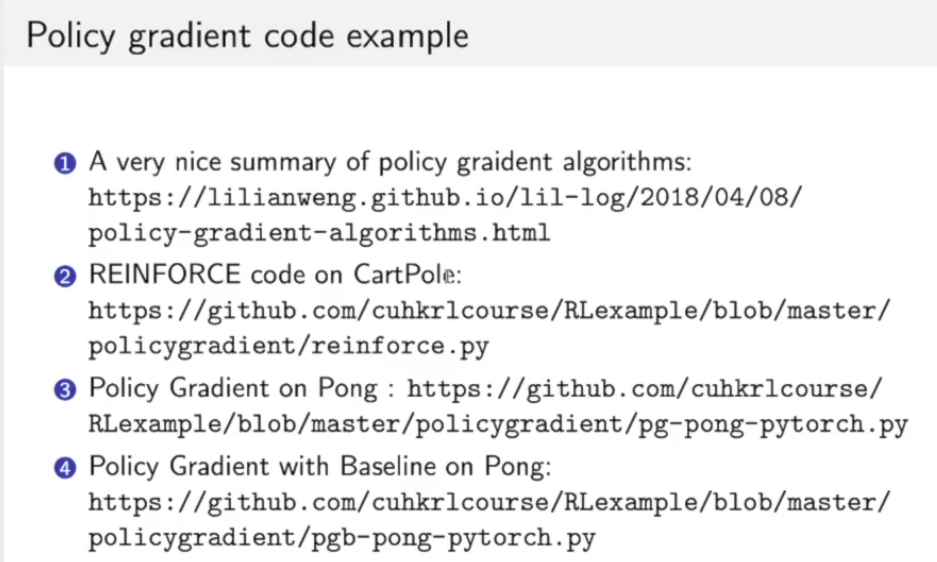 Policy gradient code example
1 A very nice summary of policy graident algorithms:
https://lilianweng.github.io/lil-log/2018/04/08/
policy-gradient-algorithms.html
2 REINFORCE code on CartPole:
https://github.com/cuhkrlcourse/RLexample/blob/master/
policygradient/reinforce.py
3 Policy Gradient on Pong : https://github.com/cuhkrlcourse/
RLexample/blob/master/policygradient/pg-pong-pytorch.py
4 Policy Gradient with Baseline on Pong:
https://github.com/cuhkrlcourse/RLexample/blob/master/
policygradient/pgb-pong-pytorch.py